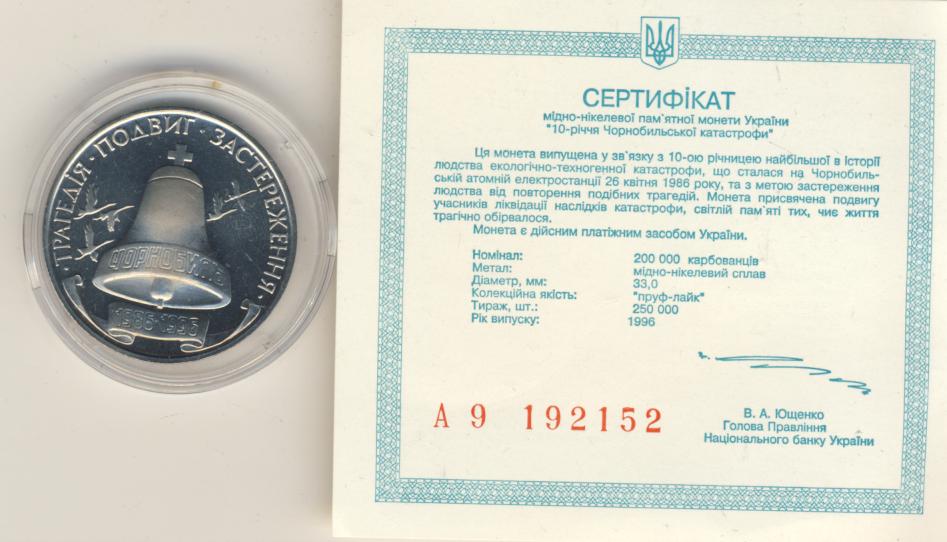 ТРАГЕДІЯ · ПОДВИГ · ЗАСТЕРЕЖЕННЯ ·
ЧОРНОБИЛЬ
1986-1996
СЕРТИФІКАТ
мідно-нікелевої пам`ятної монети України
"10-річчя Чорнобильської катастрофи"
Ця монета випущена у зв`язку з 10-ою річницею найбільшої в історії
людства екологічно-техногенної катастрофи, що сталася на Чорнобиль-
ській атомній електростанції 26 квітня 1986 року, та з метою застереження
людства від повторення подібних трагедій. Монета присвячена подвигу
учасників ліквідації наслідків катастрофи, світлій пам`яті тих, чиє життя
трагічно обірвалося.
Монета є дійсним платіжним засобом України.
Номінал: 200 000 карбованців
Метал: мідно-нікелевий сплав
Діаметр, мм: 33,0
Колекційна якість: "пруф-лайк"
Тираж, шт.: 250 000
Рік випуску: 1996
А 9 192152
В. А. Ющенко
Голова Правління
Національного банку України